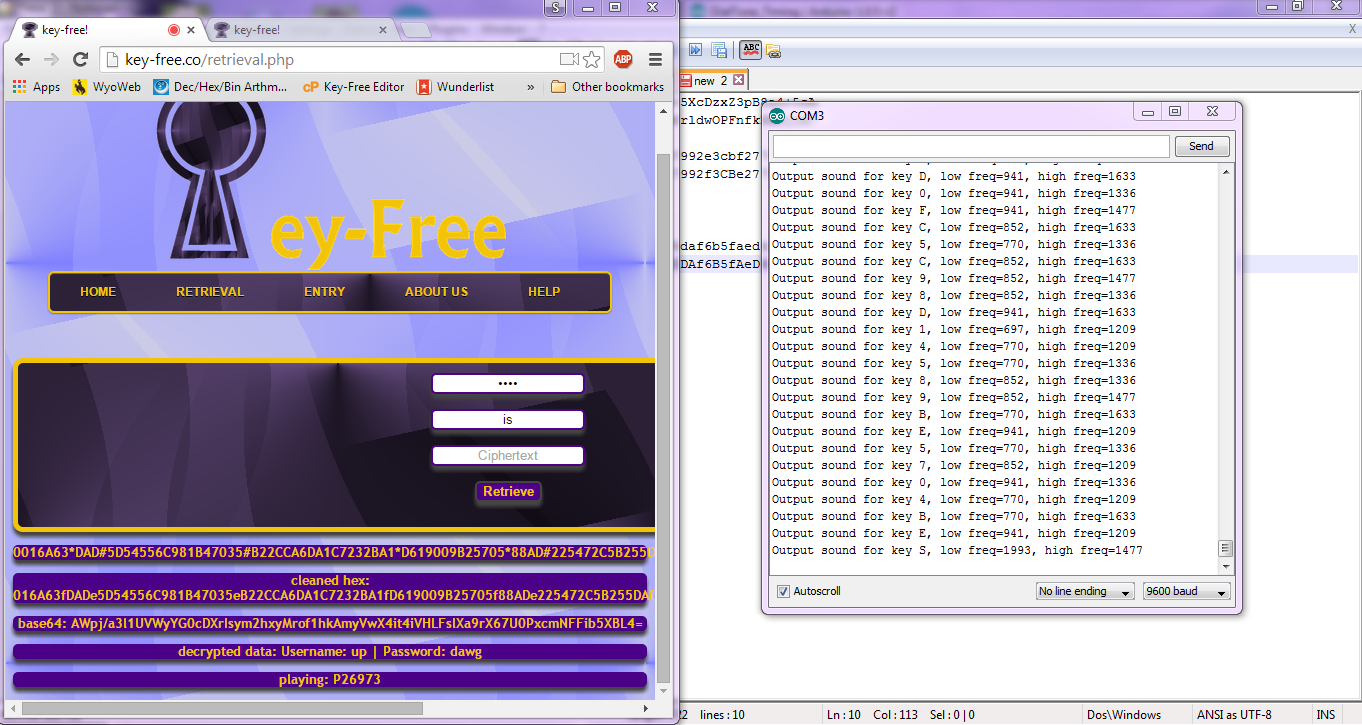 key-free!
key-free!
key-free.co/retrieval.php
ABP
Apps WyoWeb Dec/Hex/Bin Arthm... cP Key-Free Editor Wunderlist » Other bookmarks
ey-Free
HOME RETRIEVAL ENTRY ABOUT US HELP
••••
is
Ciphertext
Retrieve
0016A63*DAD#5D54556C981B47035#B22CCA6DA1C7232BA1*D619009B25705*88AD#225472C5B255D
cleaned hex:
016A63fDADe5D54556C981B47035eB22CCA6DA1C7232BA1fD619009B25705f88ADe225472C5B255DA
decrypted data: Username: up | Password: dawg
playing: P26973
ABC
new 2
992e3cbf27
992f3CBe27
daf6b5faed
DAf6B5fAeD
COM3
Send
Output sound for key D, low freq=941, high freq=1633
Output sound for key 0, low freq=941, high freq=1336
Output sound for key F, low freq=941, high freq=1477
Output sound for key C, low freq=852, high freq=1633
Output sound for key 5, low freq=770, high freq=1336
Output sound for key C, low freq=852, high freq=1633
Output sound for key 9, low freq=852, high freq=1477
Output sound for key 8, low freq=852, high freq=1336
Output sound for key D, low freq=941, high freq=1633
Output sound for key 1, low freq=697, high freq=1209
Output sound for key 4, low freq=770, high freq=1209
Output sound for key 5, low freq=770, high freq=1336
Output sound for key 8, low freq=852, high freq=1336
Output sound for key 9, low freq=852, high freq=1477
Output sound for key B, low freq=770, high freq=1633
Output sound for key E, low freq=941, high freq=1209
Output sound for key 5, low freq=770, high freq=1336
Output sound for key 7, low freq=852, high freq=1209
Output sound for key 0, low freq=941, high freq=1336
Output sound for key 4, low freq=770, high freq=1209
Output sound for key B, low freq=770, high freq=1633
Output sound for key E, low freq=941, high freq=1209
Output sound for key S, low freq=1993, high freq=1477
Autoscroll
No line ending
9600 baud
22 lines : 10 Ln : 10 Col : 113 Sel : 0 | 0 Dos\Windows ANSI as UTF-8 INS